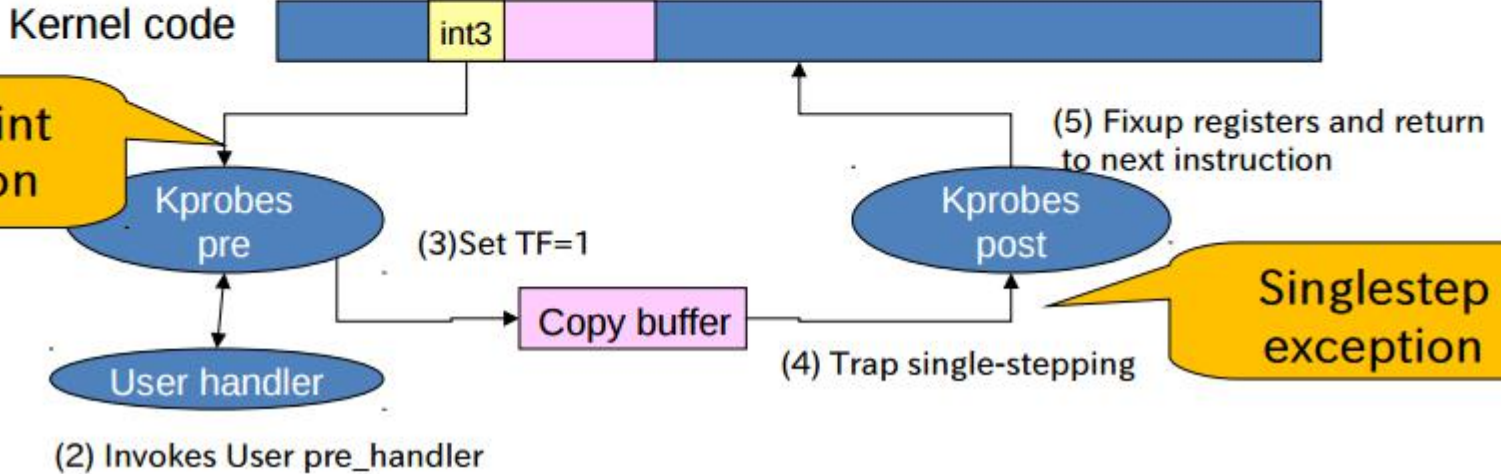 Kernel code
int3
int
on
Kprobes
pre
(3)Set TF=1
Copy buffer
User handler
(2) Invokes User pre_handler
(4) Trap single-stepping
Kprobes
post
(5) Fixup registers and return
to next instruction
Singlestep
exception